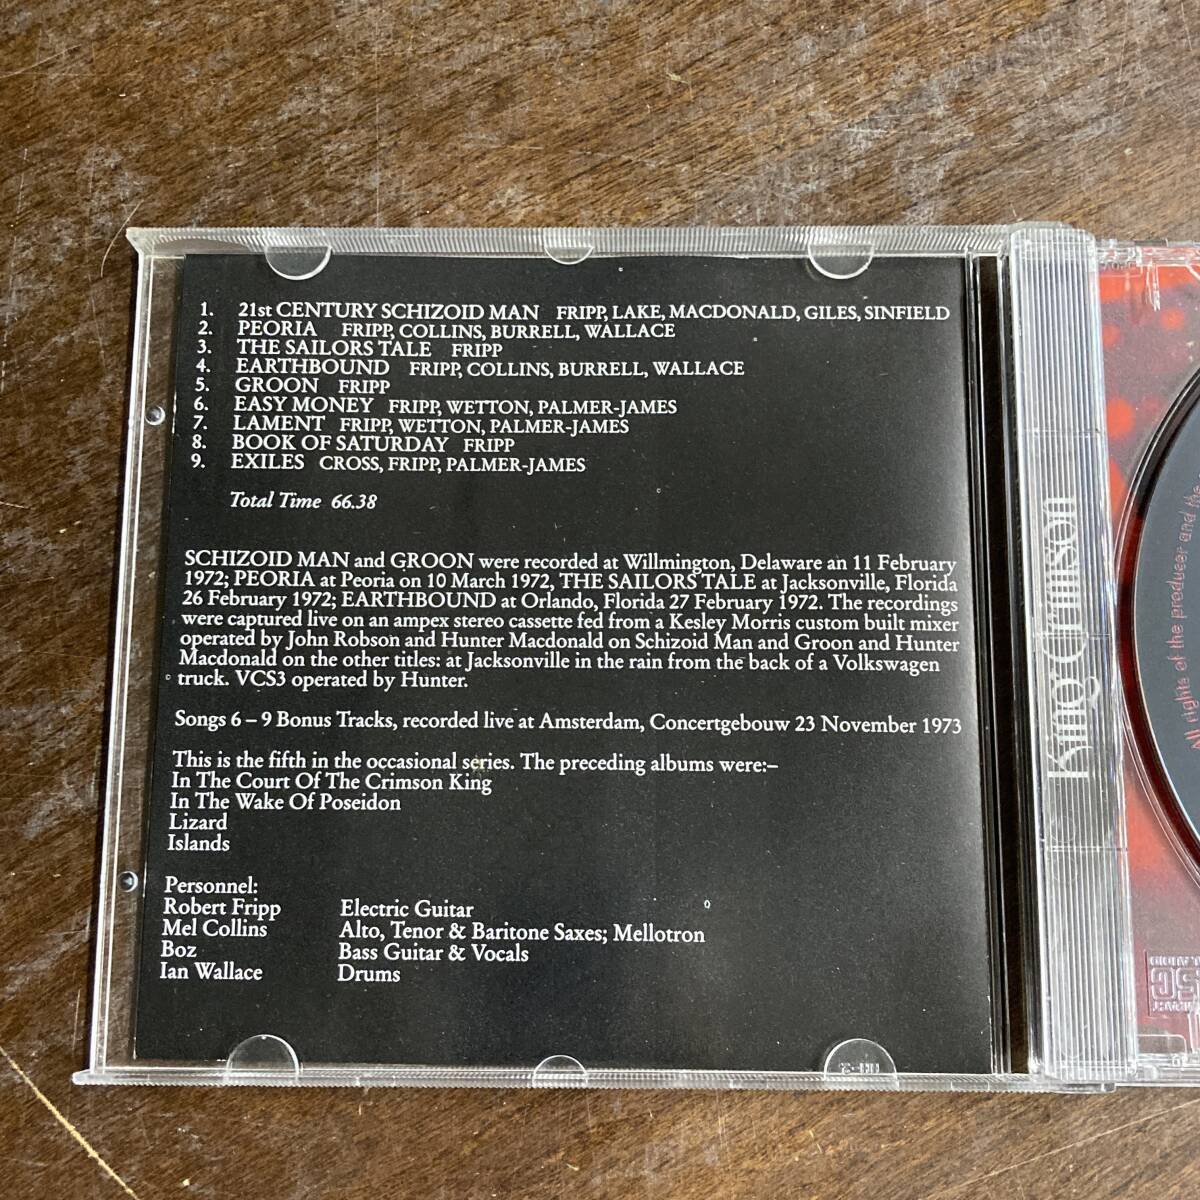 1. 21st CENTURY SCHIZOID MAN FRIPP, LAKE, MACDONALD, GILES, SINFIELD
2. PEORIA FRIPP, COLLINS, BURRELL, WALLACE
3. THE SAILORS TALE FRIPP
4. EARTHBOUND FRIPP, COLLINS, BURRELL, WALLACE
5. GROON FRIPP
6. EASY MONEY FRIPP, WETTON, PALMER-JAMES
7. LAMENT FRIPP, WETTON, PALMER-JAMES
8. BOOK OF SATURDAY FRIPP
9. EXILES CROSS, FRIPP, PALMER-JAMES
Total Time 66.38
SCHIZOID MAN and GROON were recorded at Willmington, Delaware an 11 February
1972; PEORIA at Peoria on 10 March 1972, THE SAILORS TALE at Jacksonville, Florida
26 February 1972; EARTHBOUND at Orlando, Florida 27 February 1972. The recordings
were captured live on an ampex stereo cassette fed from a Kesley Morris custom built mixer
operated by John Robson and Hunter Macdonald on Schizoid Man and Groon and Hunter
Macdonald on the other titles: at Jacksonville in the rain from the back of a Volkswagen
truck. VCS3 operated by Hunter.
Songs 6 – 9 Bonus Tracks, recorded live at Amsterdam, Concertgebouw 23 November 1973
This is the fifth in the occasional series. The preceding albums were:–
In The Court Of The Crimson King
In The Wake Of Poseidon
Lizard
Islands
Personnel:
Robert Fripp Electric Guitar
Mel Collins Alto, Tenor & Baritone Saxes; Mellotron
Boz Bass Guitar & Vocals
Ian Wallace Drums
King Crimson
All rights of the producer and the